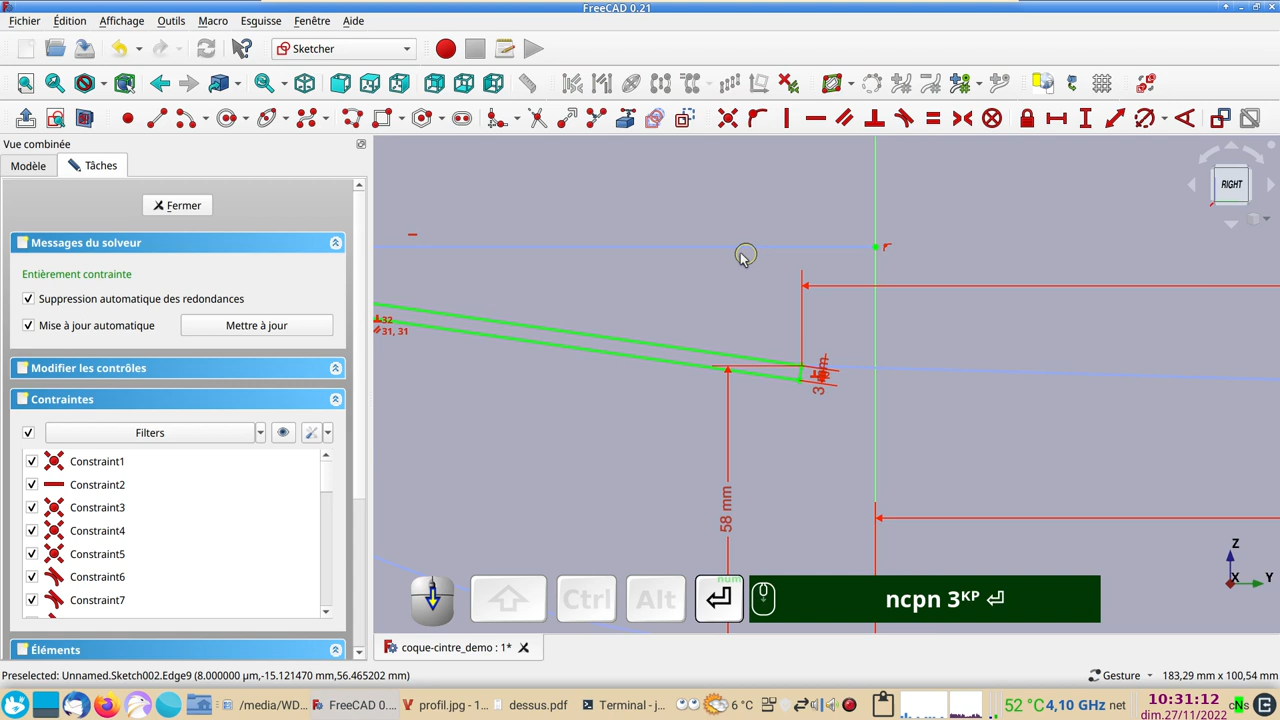 FreeCAD 0.21
Fichier Édition Affichage Outils Macro Esquisse Fenêtre Aide
Sketcher
Vue combinée
Modèle Tâches
Fermer
Messages du solveur
Entièrement contrainte
Suppression automatique des redondances
Mise à jour automatique Mettre à jour
Modifier les contrôles
Contraintes
Filters
Constraint1
Constraint2
Constraint3
Constraint4
Constraint5
Constraint6
Constraint7
Éléments
RIGHT
32
31, 31
58 mm
Z
X Y
Ctrl Alt num ncpn 3ᴷᴾ ⏎
coque-cintre_demo : 1*
Preselected: Unnamed.Sketch002.Edge9 (8.000000 µm,-15.121470 mm,56.465202 mm) Gesture 183,29 mm x 100,54 mm
/media/WD... FreeCAD 0.... profil.jpg - 1... dessus.pdf Terminal - j... 6 °C 52 °C 4,10 GHz net 10:31:12 cNs
dim.27/11/2022